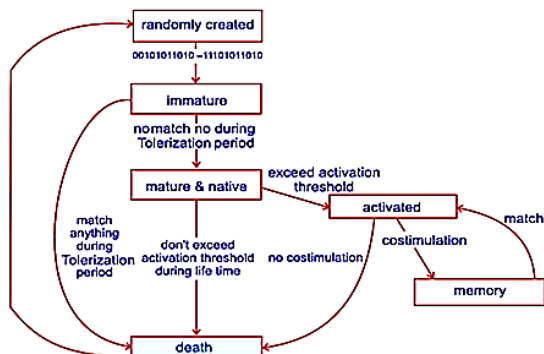 randomly created
00101011010 –11101011010
immature
nomatch no during
Tolerization period
mature & native
exceed activation
threshold
activated
match
anything
during
Tolerization
period
don't exceed
activation threshold
during life time
no costimulation
costimulation
match
memory
death